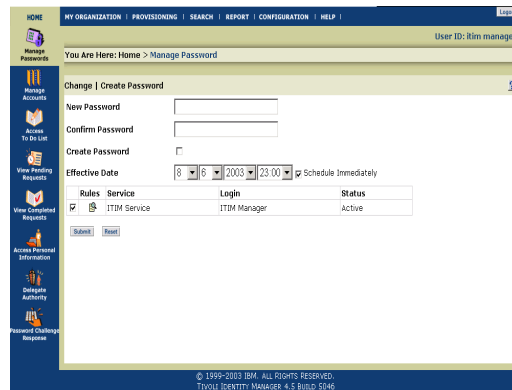 HOME
MY ORGANIZATION | PROVISIONING | SEARCH | REPORT | CONFIGURATION | HELP |
User ID: itim manage
Manage
Passwords
You Are Here: Home > Manage Password
Manage
Accounts
Access
To Do List
View Pending
Requests
View Completed
Requests
Access Personal
Information
Delegate
Authority
Password Challenge
Response
Change | Create Password
New Password
Confirm Password
Create Password
Effective Date
8 6 2003 23:00 Schedule Immediately
Rules Service Login Status
ITIM Service ITIM Manager Active
Submit Reset
© 1999-2003 IBM. ALL RIGHTS RESERVED.
TIVOLI IDENTITY MANAGER 4.5 BUILD 5046